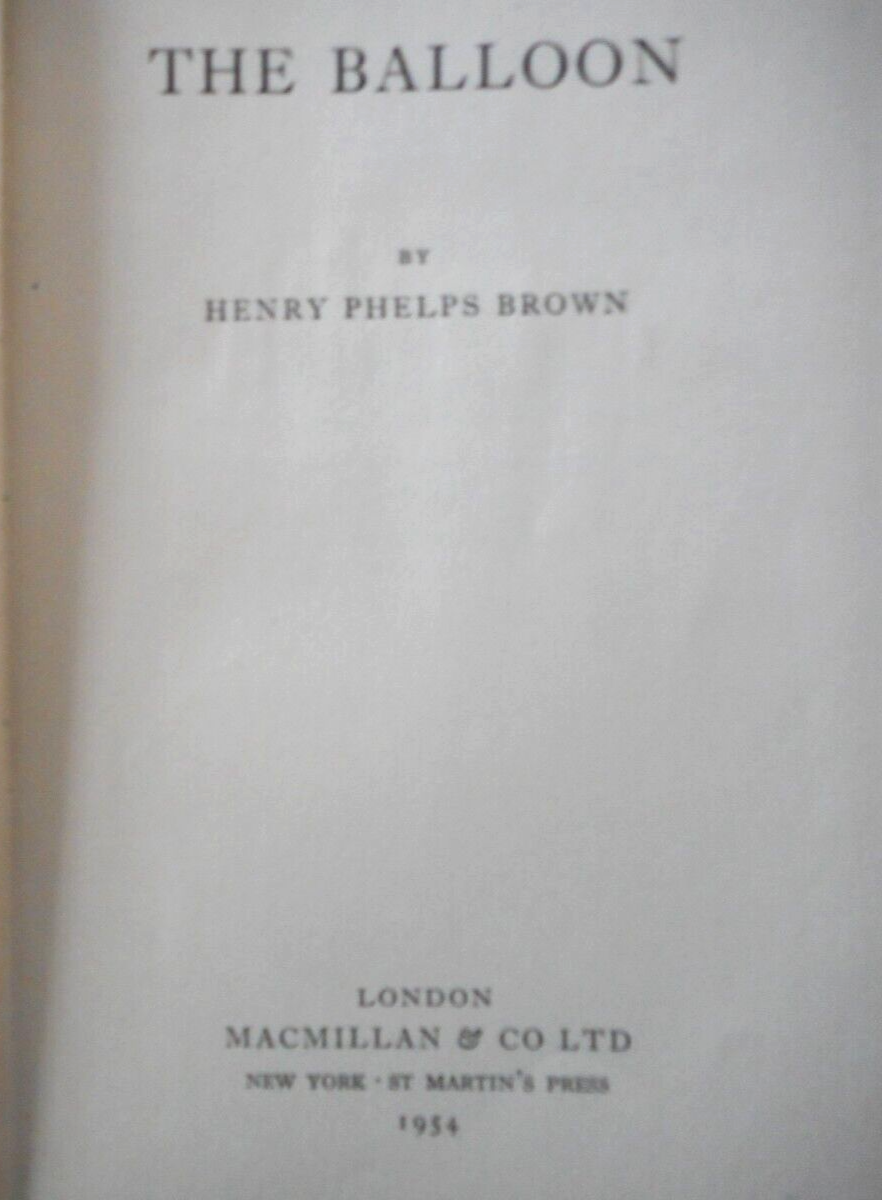 THE BALLOON
BY
HENRY PHELPS BROWN
LONDON
MACMILLAN & CO LTD
NEW YORK · ST MARTIN'S PRESS
1954